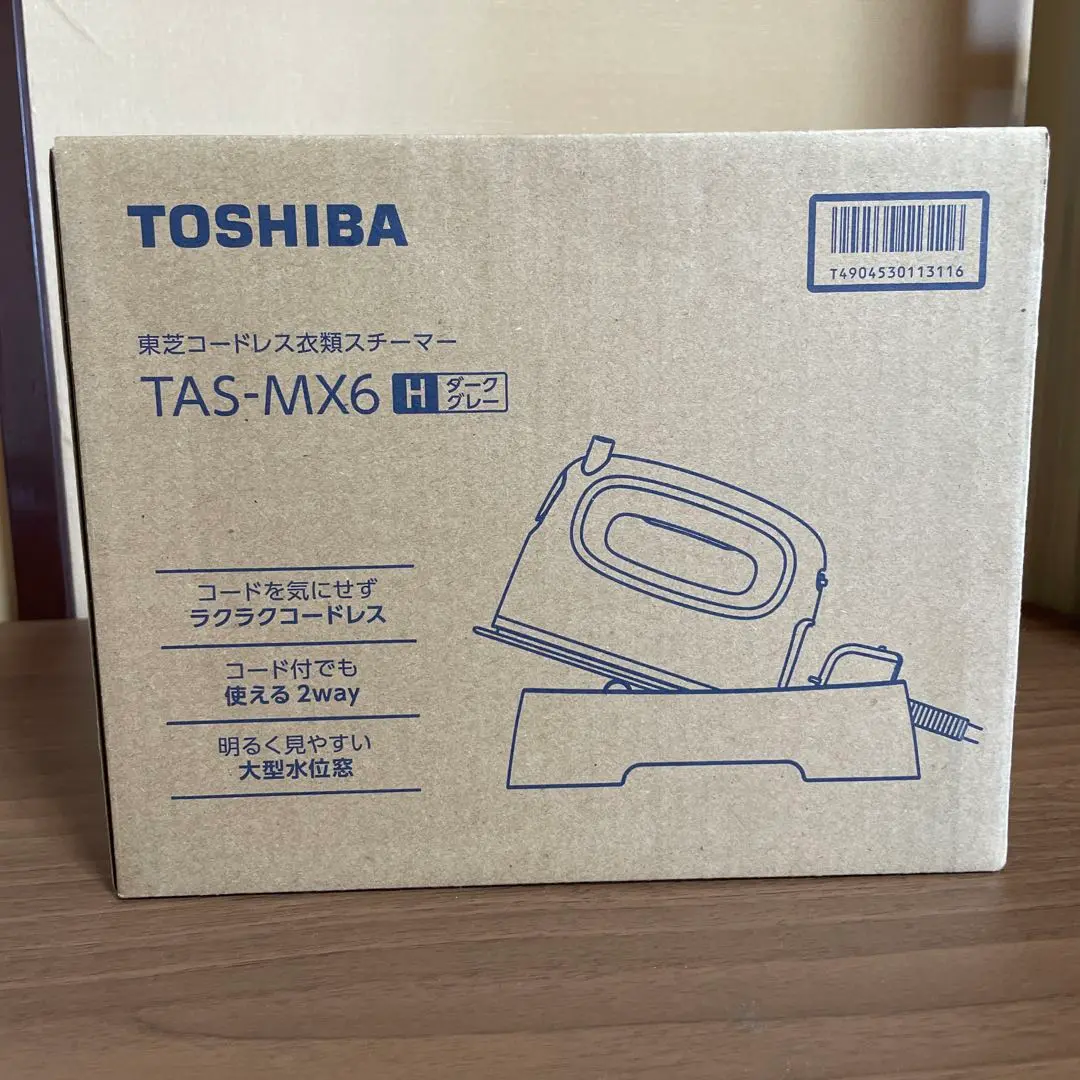 TOSHIBA
T4904530113116
東芝コードレス衣類スチーマー
TAS-MX6 H ダーク
グレー
コードを気にせず
ラクラクコードレス
コード付でも
使える 2way
明るく見やすい
大型水位窓